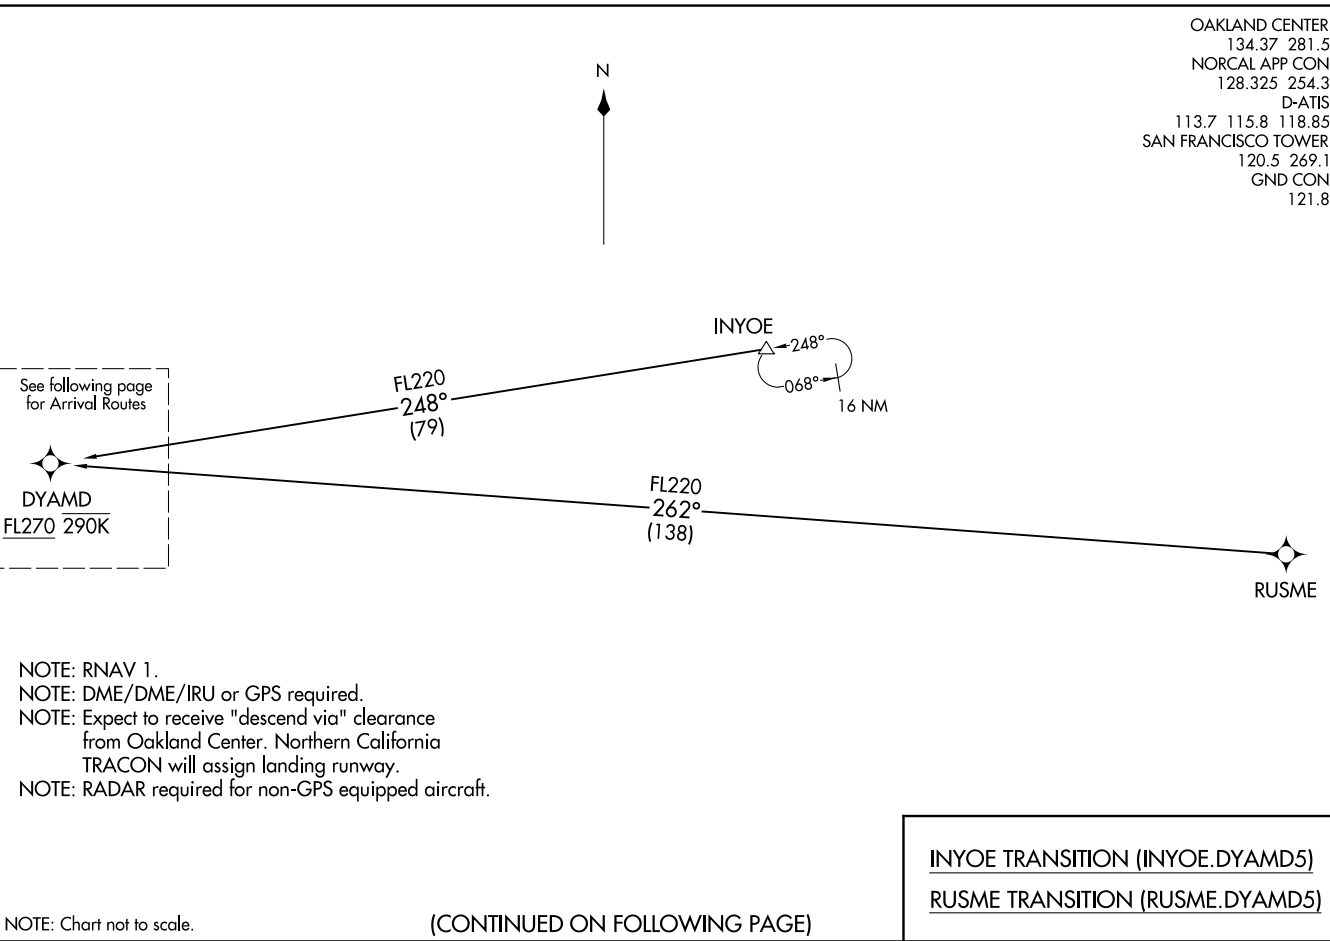 OAKLAND CENTER
134.37 281.5
NORCAL APP CON
128.325 254.3
D-ATIS
113.7 115.8 118.85
SAN FRANCISCO TOWER
120.5 269.1
GND CON
121.8
N
INYOE
248°
068°
16 NM
FL220
248°
(79)
See following page
for Arrival Routes
DYAMD
FL270 290K
FL220
262°
(138)
RUSME
NOTE: RNAV 1.
NOTE: DME/DME/IRU or GPS required.
NOTE: Expect to receive "descend via" clearance
from Oakland Center. Northern California
TRACON will assign landing runway.
NOTE: RADAR required for non-GPS equipped aircraft.
INYOE TRANSITION (INYOE.DYAMD5)
RUSME TRANSITION (RUSME.DYAMD5)
NOTE: Chart not to scale.
(CONTINUED ON FOLLOWING PAGE)